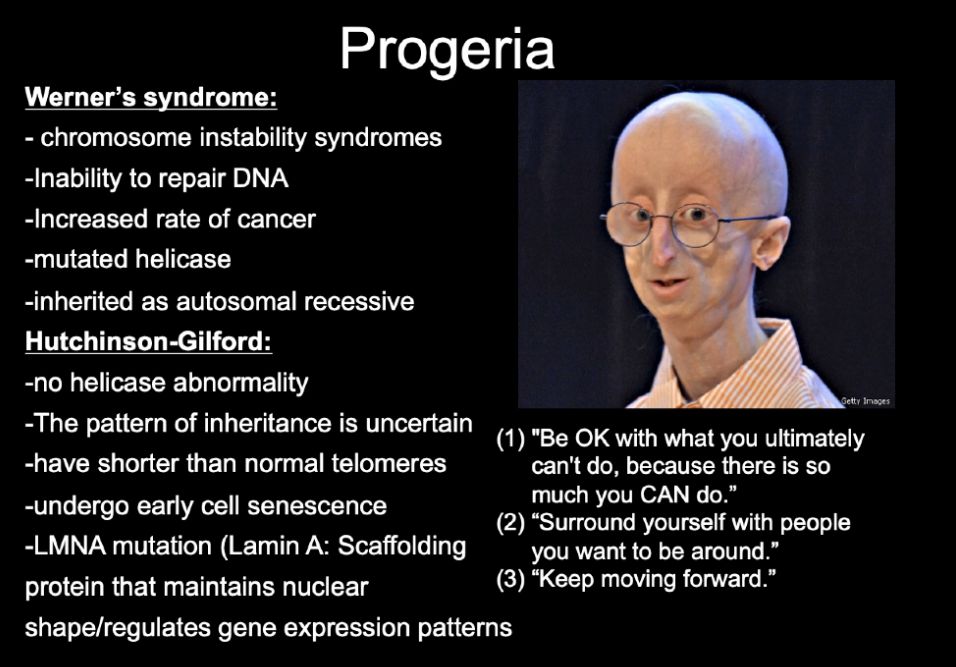 Progeria
Werner’s syndrome:
- chromosome instability syndromes
-Inability to repair DNA
-Increased rate of cancer
-mutated helicase
-inherited as autosomal recessive
Hutchinson-Gilford:
-no helicase abnormality
-The pattern of inheritance is uncertain
-have shorter than normal telomeres
-undergo early cell senescence
-LMNA mutation (Lamin A: Scaffolding
protein that maintains nuclear
shape/regulates gene expression patterns
Getty Images
(1) "Be OK with what you ultimately
can't do, because there is so
much you CAN do.”
(2) “Surround yourself with people
you want to be around.”
(3) “Keep moving forward.”